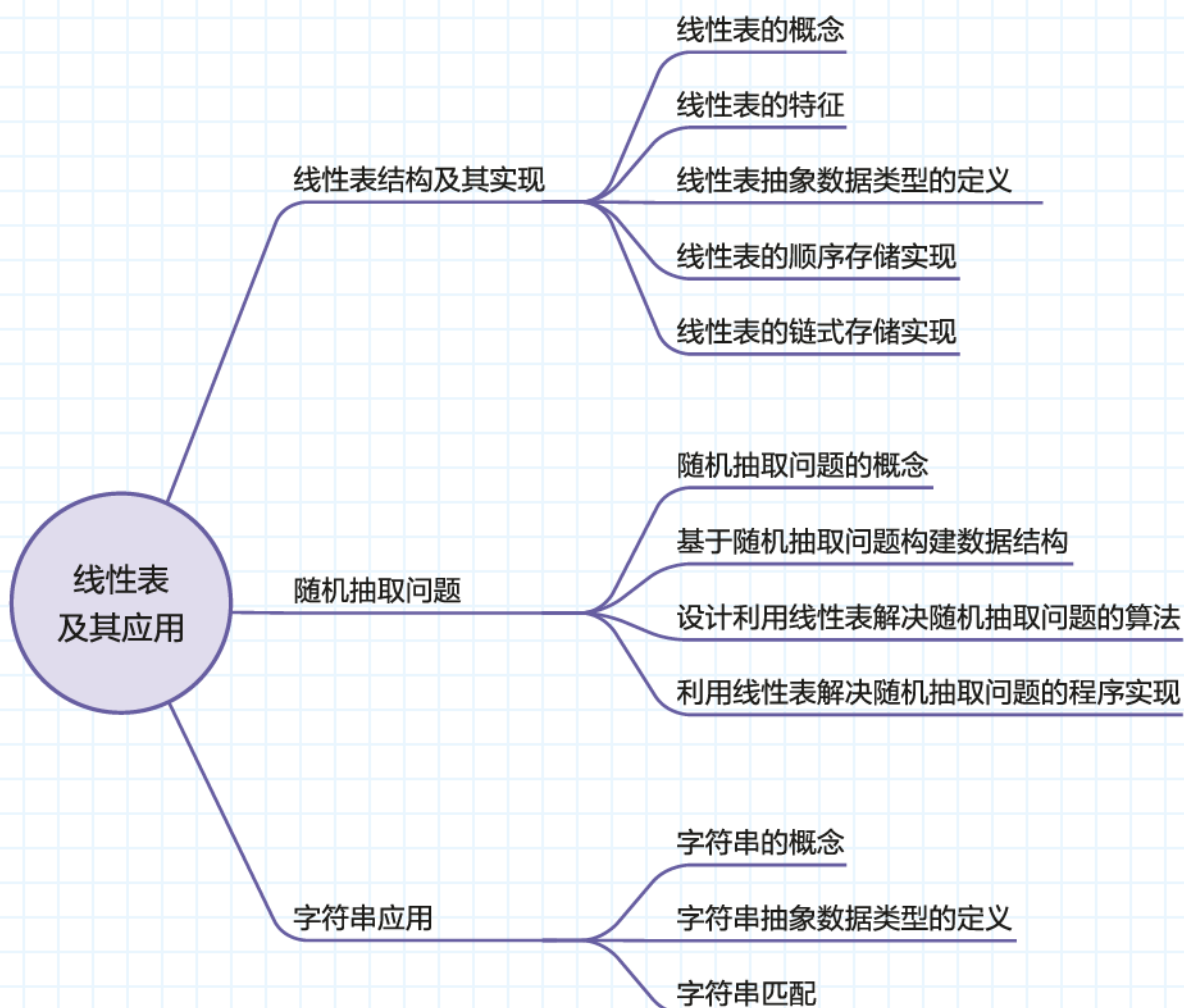 线性表的概念
线性表的特征
线性表结构及其实现
线性表抽象数据类型的定义
线性表的顺序存储实现
线性表的链式存储实现
随机抽取问题的概念
基于随机抽取问题构建数据结构
线性表
及其应用
随机抽取问题
设计利用线性表解决随机抽取问题的算法
利用线性表解决随机抽取问题的程序实现
字符串的概念
字符串应用
字符串抽象数据类型的定义
字符串匹配